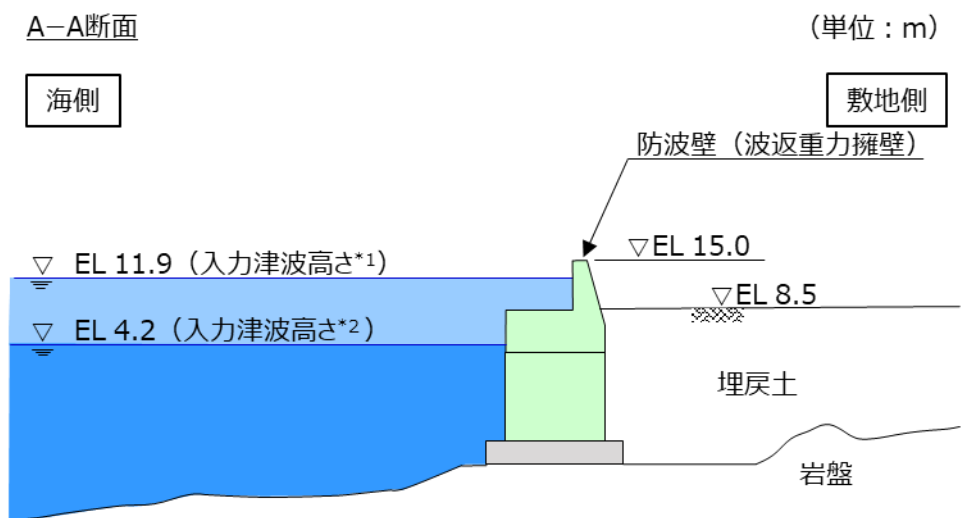 A−A断面
（単位：m）
海側
敷地側
防波壁（波返重力擁壁）
▽ EL 11.9（入力津波高さ*1）
▽EL 15.0
▽EL 8.5
▽ EL 4.2（入力津波高さ*2）
埋戻土
岩盤